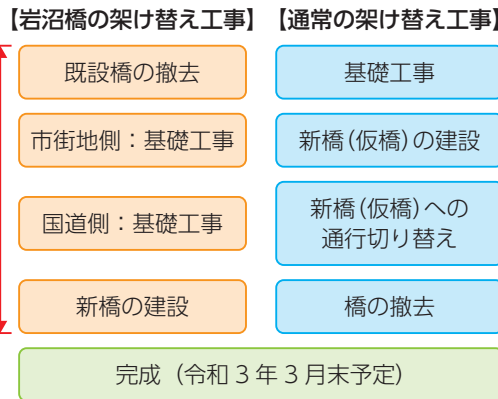 【岩沼橋の架け替え工事】
既設橋の撤去
市街地側：基礎工事
国道側：基礎工事
新橋の建設
【通常の架け替え工事】
基礎工事
新橋(仮橋)の建設
新橋(仮橋)への
通行切り替え
橋の撤去
完成（令和３年３月末予定）